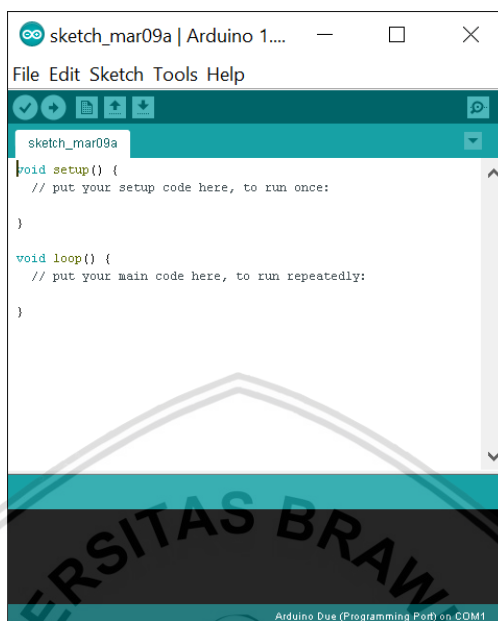 sketch_mar09a | Arduino 1....
File Edit Sketch Tools Help
sketch_mar09a
void setup() {
// put your setup code here, to run once:
}
void loop() {
// put your main code here, to run repeatedly:
}
ERSITAS BRAW
Arduino Due (Programming Port) on COM1